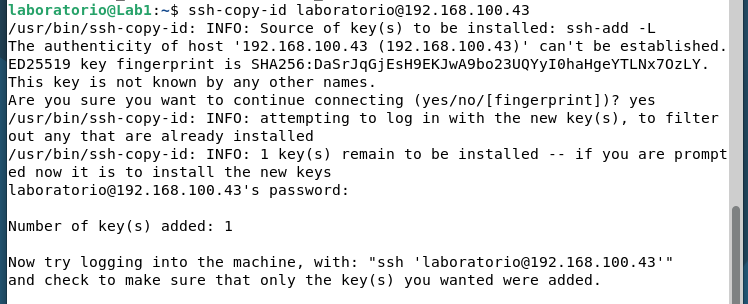 laboratorio@Lab1:~$ ssh-copy-id laboratorio@192.168.100.43
/usr/bin/ssh-copy-id: INFO: Source of key(s) to be installed: ssh-add -L
The authenticity of host '192.168.100.43 (192.168.100.43)' can't be established.
ED25519 key fingerprint is SHA256:DaSrJqGjEsH9EKJwA9bo23UQYyI0haHgeYTLNx7OzLY.
This key is not known by any other names.
Are you sure you want to continue connecting (yes/no/[fingerprint])? yes
/usr/bin/ssh-copy-id: INFO: attempting to log in with the new key(s), to filter
out any that are already installed
/usr/bin/ssh-copy-id: INFO: 1 key(s) remain to be installed -- if you are prompt
ed now it is to install the new keys
laboratorio@192.168.100.43's password:
Number of key(s) added: 1
Now try logging into the machine, with: "ssh 'laboratorio@192.168.100.43'"
and check to make sure that only the key(s) you wanted were added.